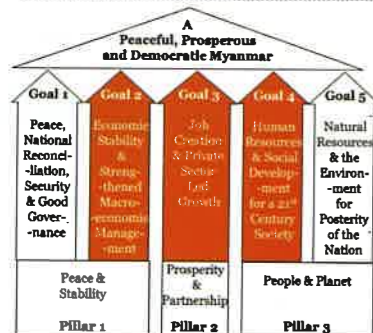 A
Peaceful, Prosperous
and Democratic Myanmar
Goal 1
Peace,
National
Reconci-
-liation,
Security
& Good
Gover-.
-nance
Goal 2
Economic
Stability
&
Streng-
-thened
Macro-
-economic
Manage-
-ment
Goal 3
Job
Creation
& Private
Sector
Led
Growth
Goal 4
Human
Resources
& Social
Develop-
-ment
for a 21st
Century
Society
Goal 5
Natural
Resources
& the
Environ-
-ment
for
Posterity
of the
Nation
Peace &
Stability
Pillar 1
Prosperity
&
Partnership
Pillar 2
People & Planet
Pillar 3